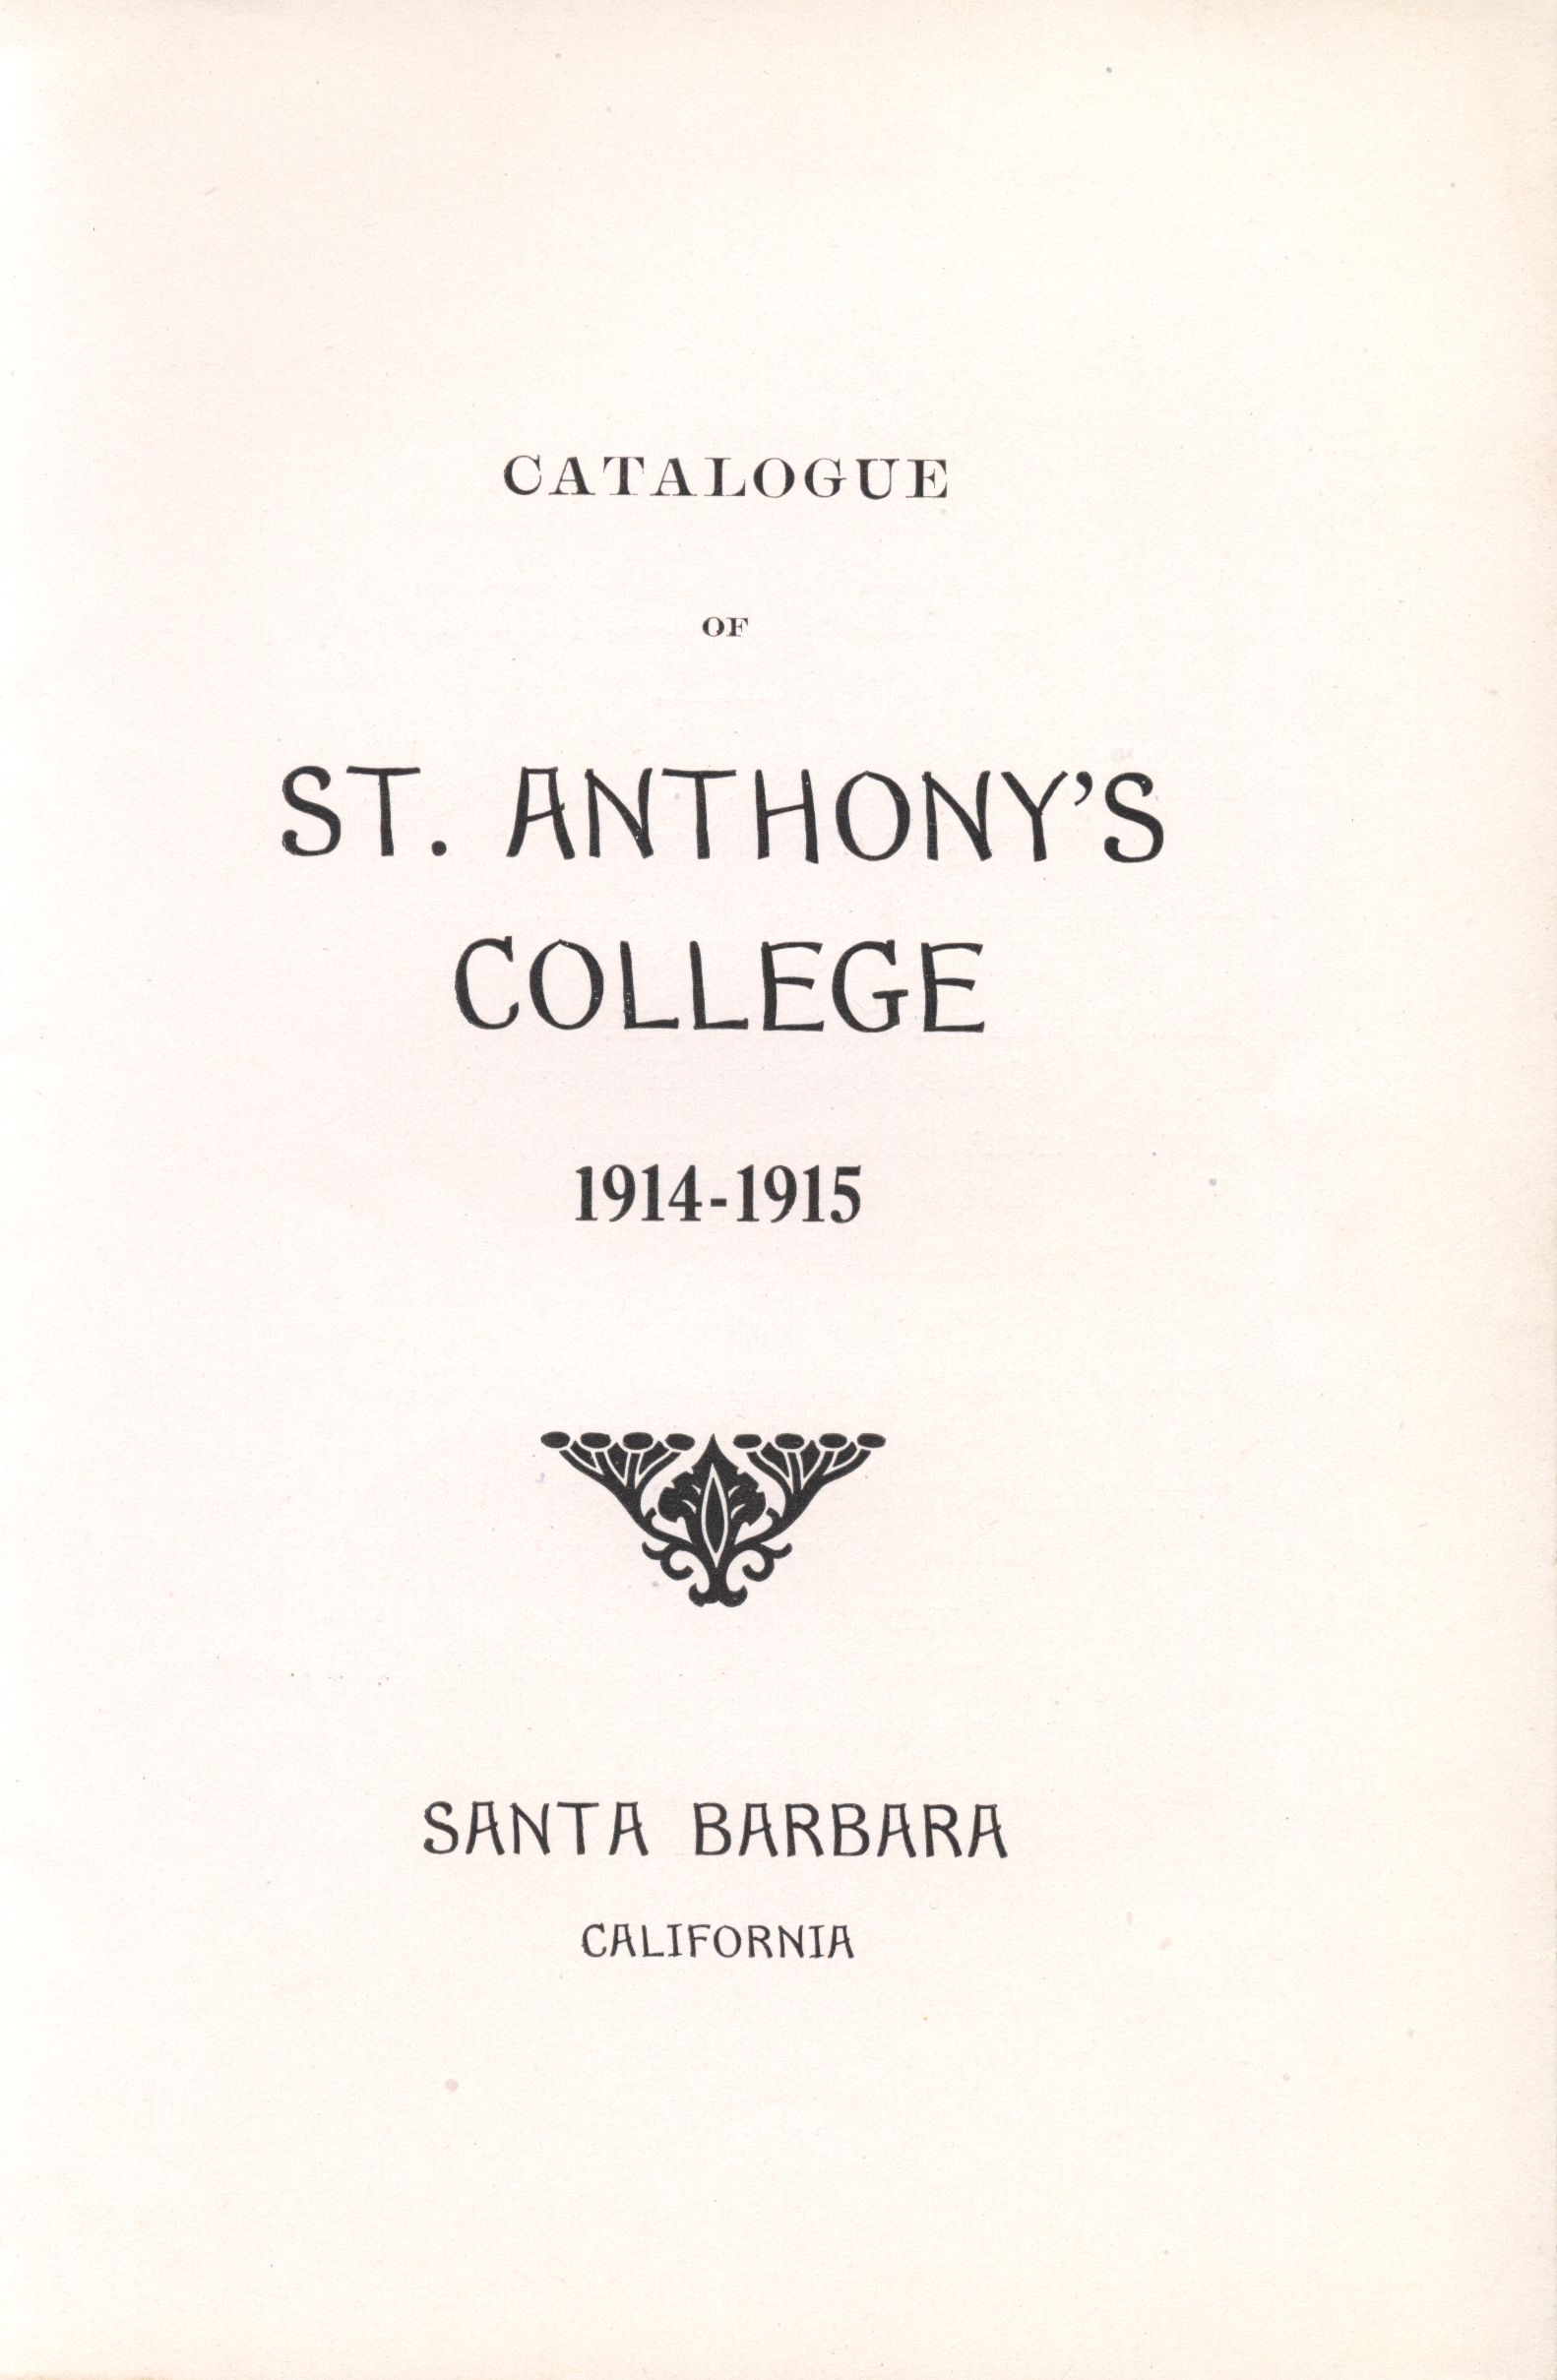 CATALOGUE
OF
ST. ANTHONY'S
COLLEGE
1914-1915
SANTA BARBARA
CALIFORNIA